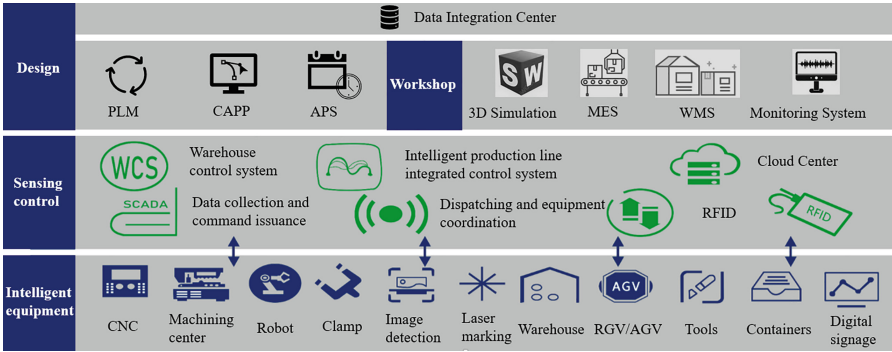 Data Integration Center
Design
PLM
CAPP
APS
Workshop
SW
3D Simulation
MES
WMS
Monitoring System
Sensing
control
WCS
Warehouse
control system
Intelligent production line
integrated control system
Cloud Center
SCADA
Data collection and
command issuance
Dispatching and equipment
coordination
RFID
RFID
Intelligent
equipment
CNC
Machining
center
Robot
Clamp
Image
detection
Laser
marking
Warehouse
AGV
RGV/AGV
Tools
Containers
Digital
signage